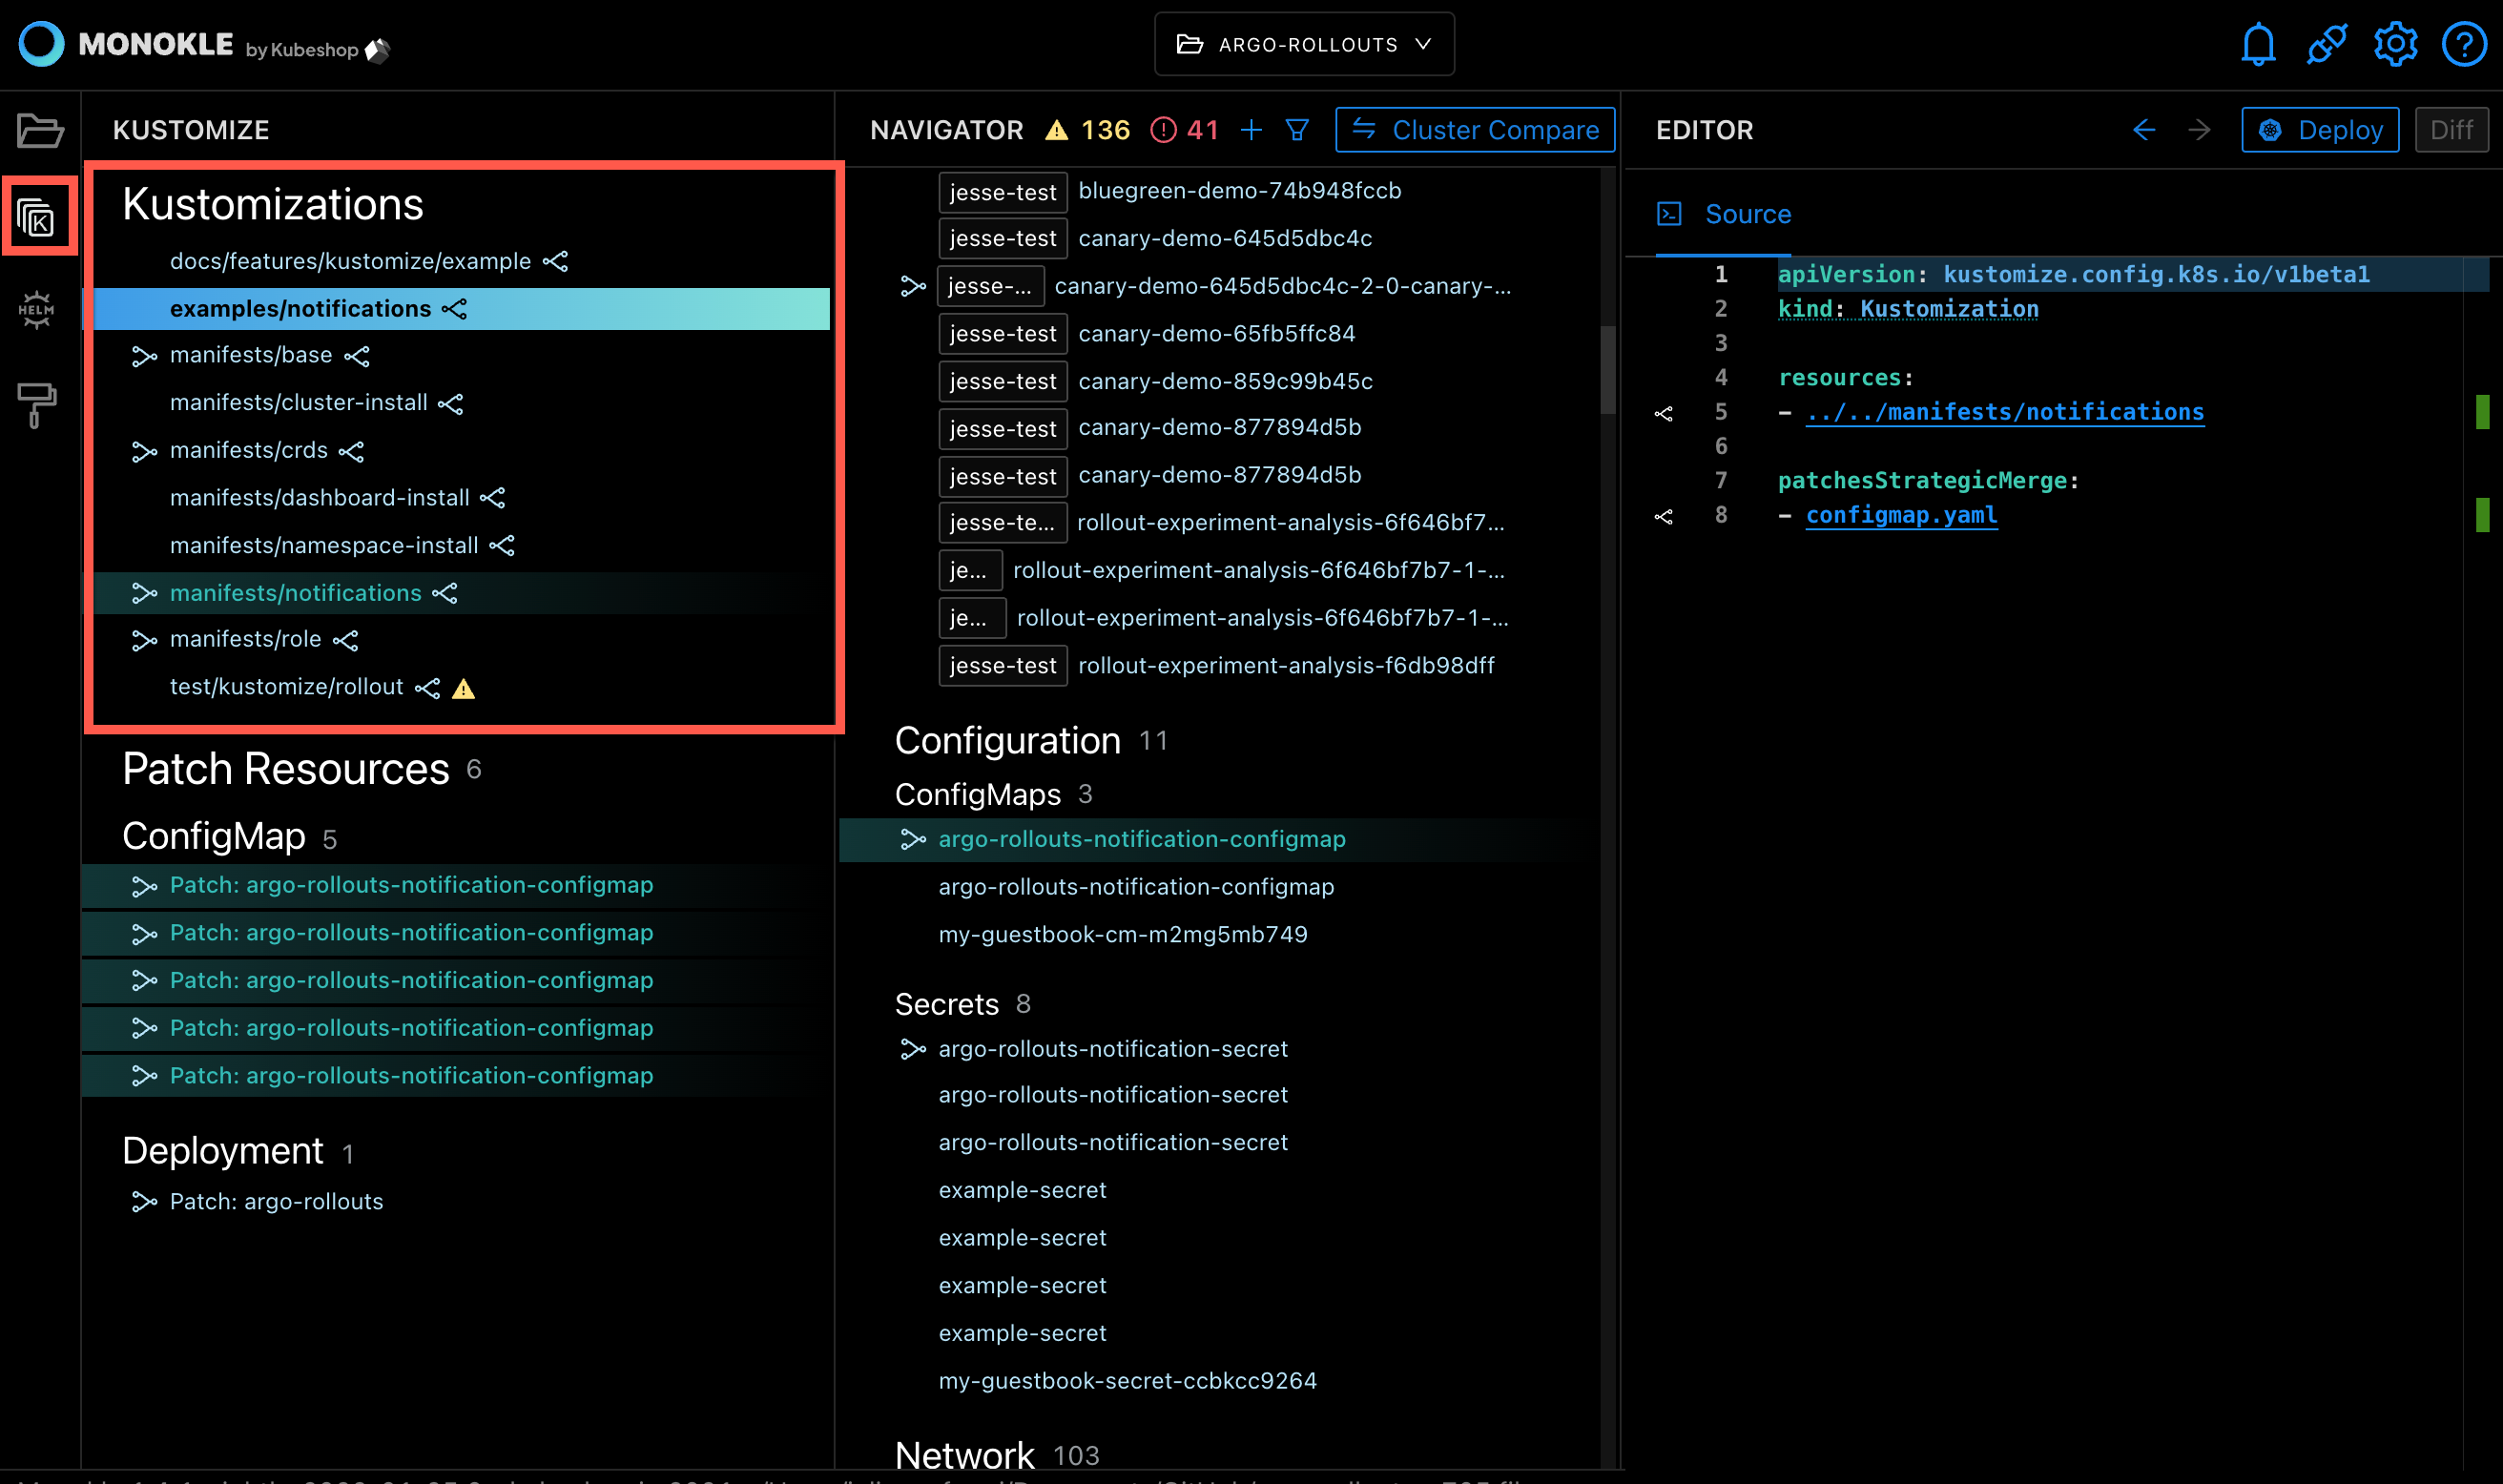 MONOKLE by Kubeshop
ARGO-ROLLOUTS
KUSTOMIZE
Kustomizations
docs/features/kustomize/example
examples/notifications
manifests/base
manifests/cluster-install
manifests/crds
manifests/dashboard-install
manifests/namespace-install
manifests/notifications
manifests/role
test/kustomize/rollout
Patch Resources 6
ConfigMap 5
Patch: argo-rollouts-notification-configmap
Patch: argo-rollouts-notification-configmap
Patch: argo-rollouts-notification-configmap
Patch: argo-rollouts-notification-configmap
Patch: argo-rollouts-notification-configmap
Deployment 1
Patch: argo-rollouts
HELM
NAVIGATOR 136 41 Cluster Compare
jesse-test bluegreen-demo-74b948fccb
jesse-test canary-demo-645d5dbc4c
jesse-... canary-demo-645d5dbc4c-2-0-canary-...
jesse-test canary-demo-65fb5ffc84
jesse-test canary-demo-859c99b45c
jesse-test canary-demo-877894d5b
jesse-test canary-demo-877894d5b
jesse-te... rollout-experiment-analysis-6f646bf7...
je... rollout-experiment-analysis-6f646bf7b7-1-...
je... rollout-experiment-analysis-6f646bf7b7-1-...
jesse-test rollout-experiment-analysis-f6db98dff
Configuration 11
ConfigMaps 3
argo-rollouts-notification-configmap
argo-rollouts-notification-configmap
my-guestbook-cm-m2mg5mb749
Secrets 8
argo-rollouts-notification-secret
argo-rollouts-notification-secret
argo-rollouts-notification-secret
example-secret
example-secret
example-secret
example-secret
my-guestbook-secret-ccbkcc9264
Network 103
EDITOR Deploy Diff
Source
1 apiVersion: kustomize.config.k8s.io/v1beta1
2 kind: Kustomization
3
4 resources:
5 - ../../manifests/notifications
6
7 patchesStrategicMerge:
8 - configmap.yaml